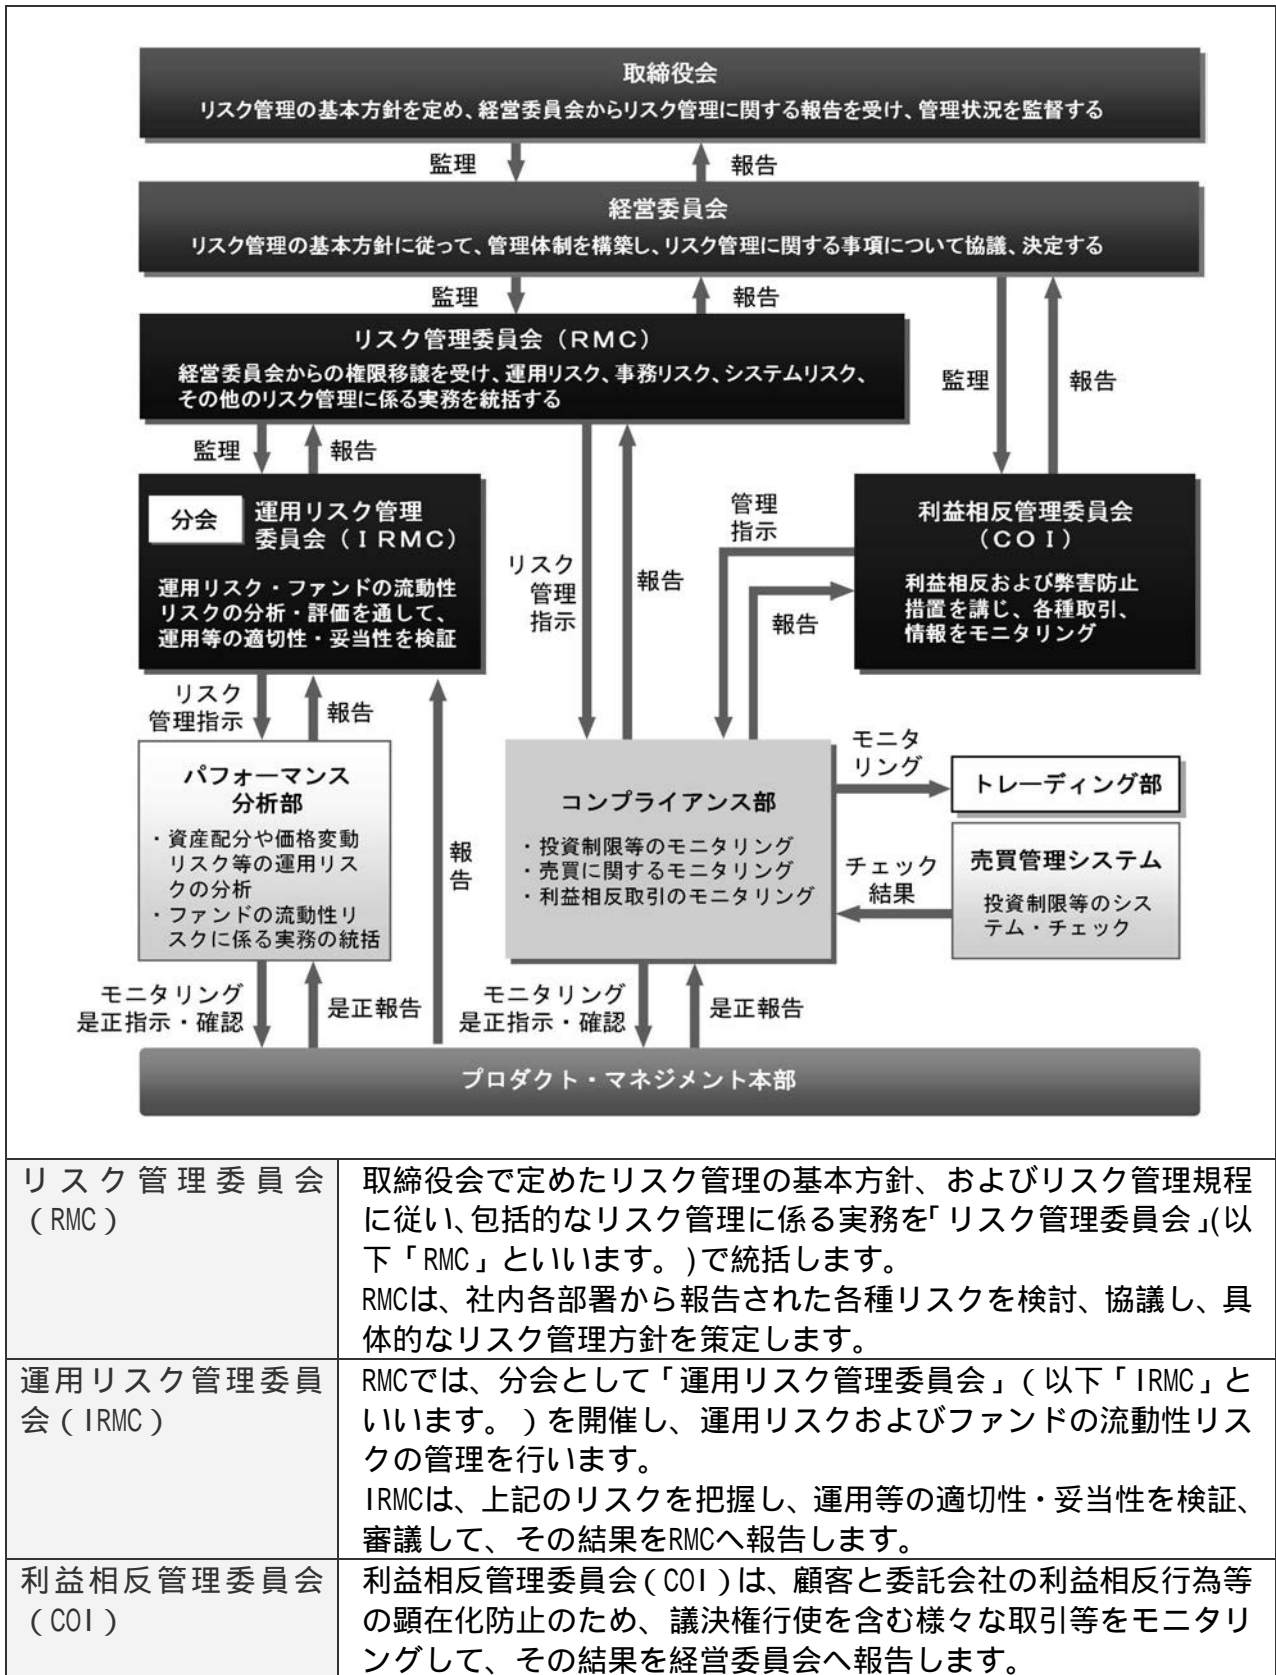 取締役会
リスク管理の基本方針を定め、経営委員会からリスク管理に関する報告を受け、管理状況を監督する
監理
報告
経営委員会
リスク管理の基本方針に従って、管理体制を構築し、リスク管理に関する事項について協議、決定する
監理
報告
リスク管理委員会（ＲＭＣ）
経営委員会からの権限移譲を受け、運用リスク、事務リスク、システムリスク、
その他のリスク管理に係る実務を統括する
監理
報告
監理
報告
分会
運用リスク管理
委員会（ＩＲＭＣ）
運用リスク・ファンドの流動性
リスクの分析・評価を通して、
運用等の適切性・妥当性を検証
リスク
管理
指示
報告
管理
指示
報告
利益相反管理委員会
（ＣＯＩ）
利益相反および弊害防止
措置を講じ、各種取引、
情報をモニタリング
リスク
管理指示
報告
パフォーマンス
分析部
・資産配分や価格変動
リスク等の運用リス
クの分析
・ファンドの流動性リ
スクに係る実務の統括
報
告
コンプライアンス部
・投資制限等のモニタリング
・売買に関するモニタリング
・利益相反取引のモニタリング
モニタ
リング
トレーディング部
チェック
結果
売買管理システム
投資制限等のシス
テム・チェック
モニタリング
是正指示・確認
是正報告
モニタリング
是正指示・確認
是正報告
プロダクト・マネジメント本部
リスク管理委員会
（RMC）
取締役会で定めたリスク管理の基本方針、およびリスク管理規程
に従い、包括的なリスク管理に係る実務を「リスク管理委員会」（以
下「RMC」といいます。）で統括します。
RMCは、社内各部署から報告された各種リスクを検討、協議し、具
体的なリスク管理方針を策定します。
運用リスク管理委員
会（IRMC）
RMCでは、分会として「運用リスク管理委員会」（以下「IRMC」と
いいます。）を開催し、運用リスクおよびファンドの流動性リス
クの管理を行います。
IRMCは、上記のリスクを把握し、運用等の適切性・妥当性を検証、
審議して、その結果をRMCへ報告します。
利益相反管理委員会
（COI）
利益相反管理委員会（COI）は、顧客と委託会社の利益相反行為等
の顕在化防止のため、議決権行使を含む様々な取引等をモニタリ
ングして、その結果を経営委員会へ報告します。